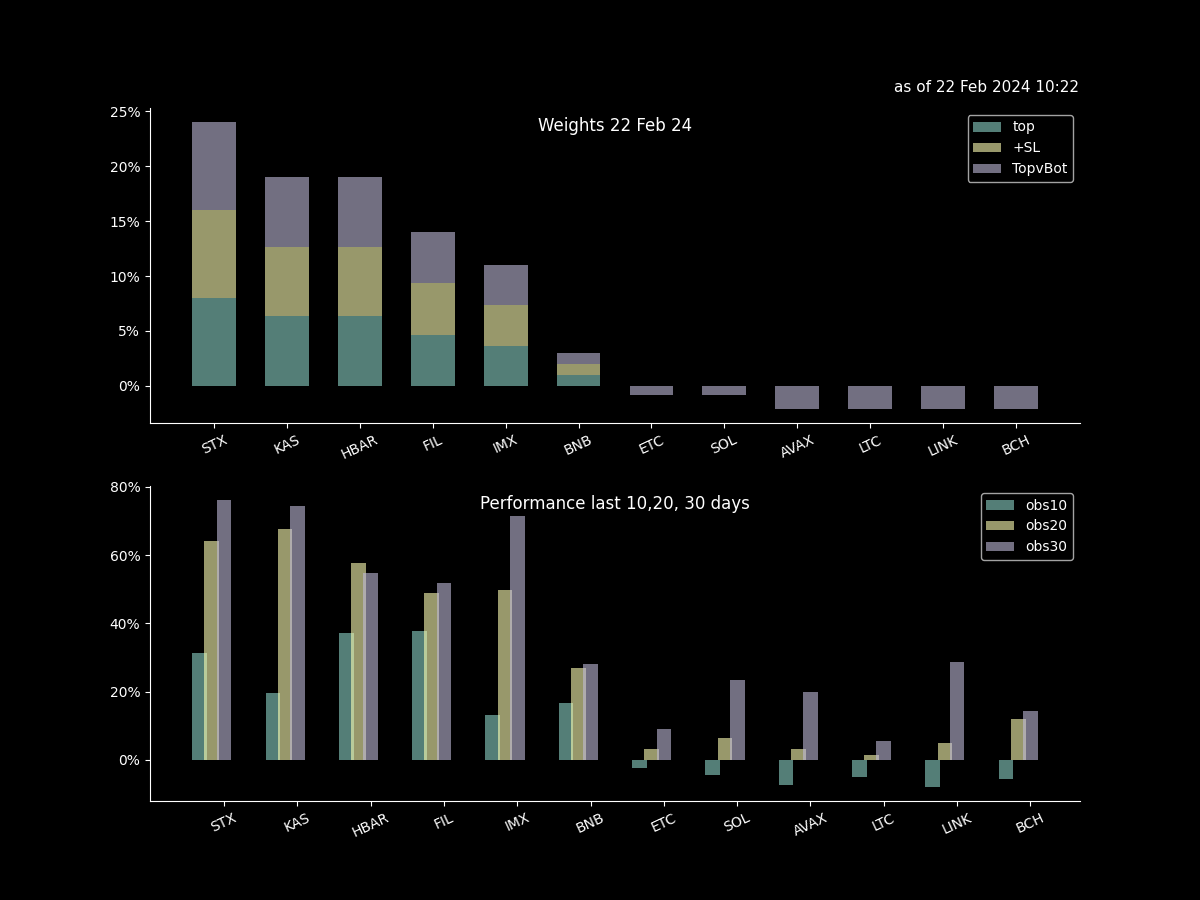 as of 22 Feb 2024 10:22
Weights 22 Feb 24
top
+SL
TopvBot
25%
20%
15%
10%
5%
0%
STX KAS HBAR FIL IMX BNB ETC SOL AVAX LTC LINK BCH
Performance last 10,20, 30 days
obs10
obs20
obs30
80%
60%
40%
20%
0%
STX KAS HBAR FIL IMX BNB ETC SOL AVAX LTC LINK BCH